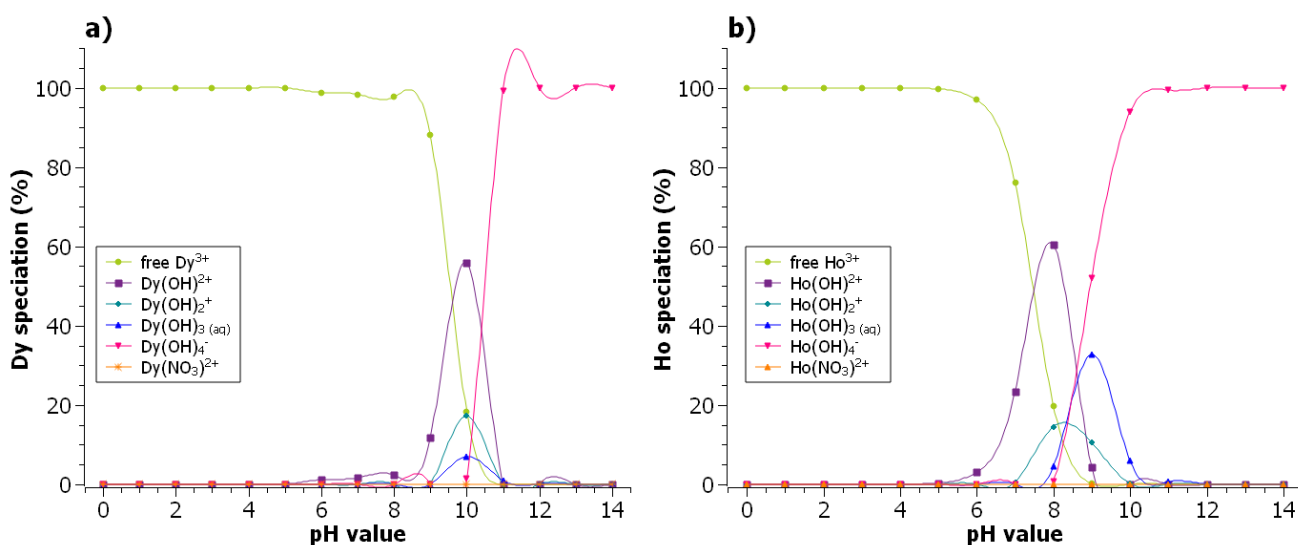 a)
Dy speciation (%)
100
80
60
40
20
0
free Dy³⁺
Dy(OH)²⁺
Dy(OH)₂⁺
Dy(OH)₃ ₍aq₎
Dy(OH)₄⁻
Dy(NO₃)²⁺
0 2 4 6 8 10 12 14
pH value
b)
Ho speciation (%)
100
80
60
40
20
0
free Ho³⁺
Ho(OH)²⁺
Ho(OH)₂⁺
Ho(OH)₃ ₍aq₎
Ho(OH)₄⁻
Ho(NO₃)²⁺
0 2 4 6 8 10 12 14
pH value